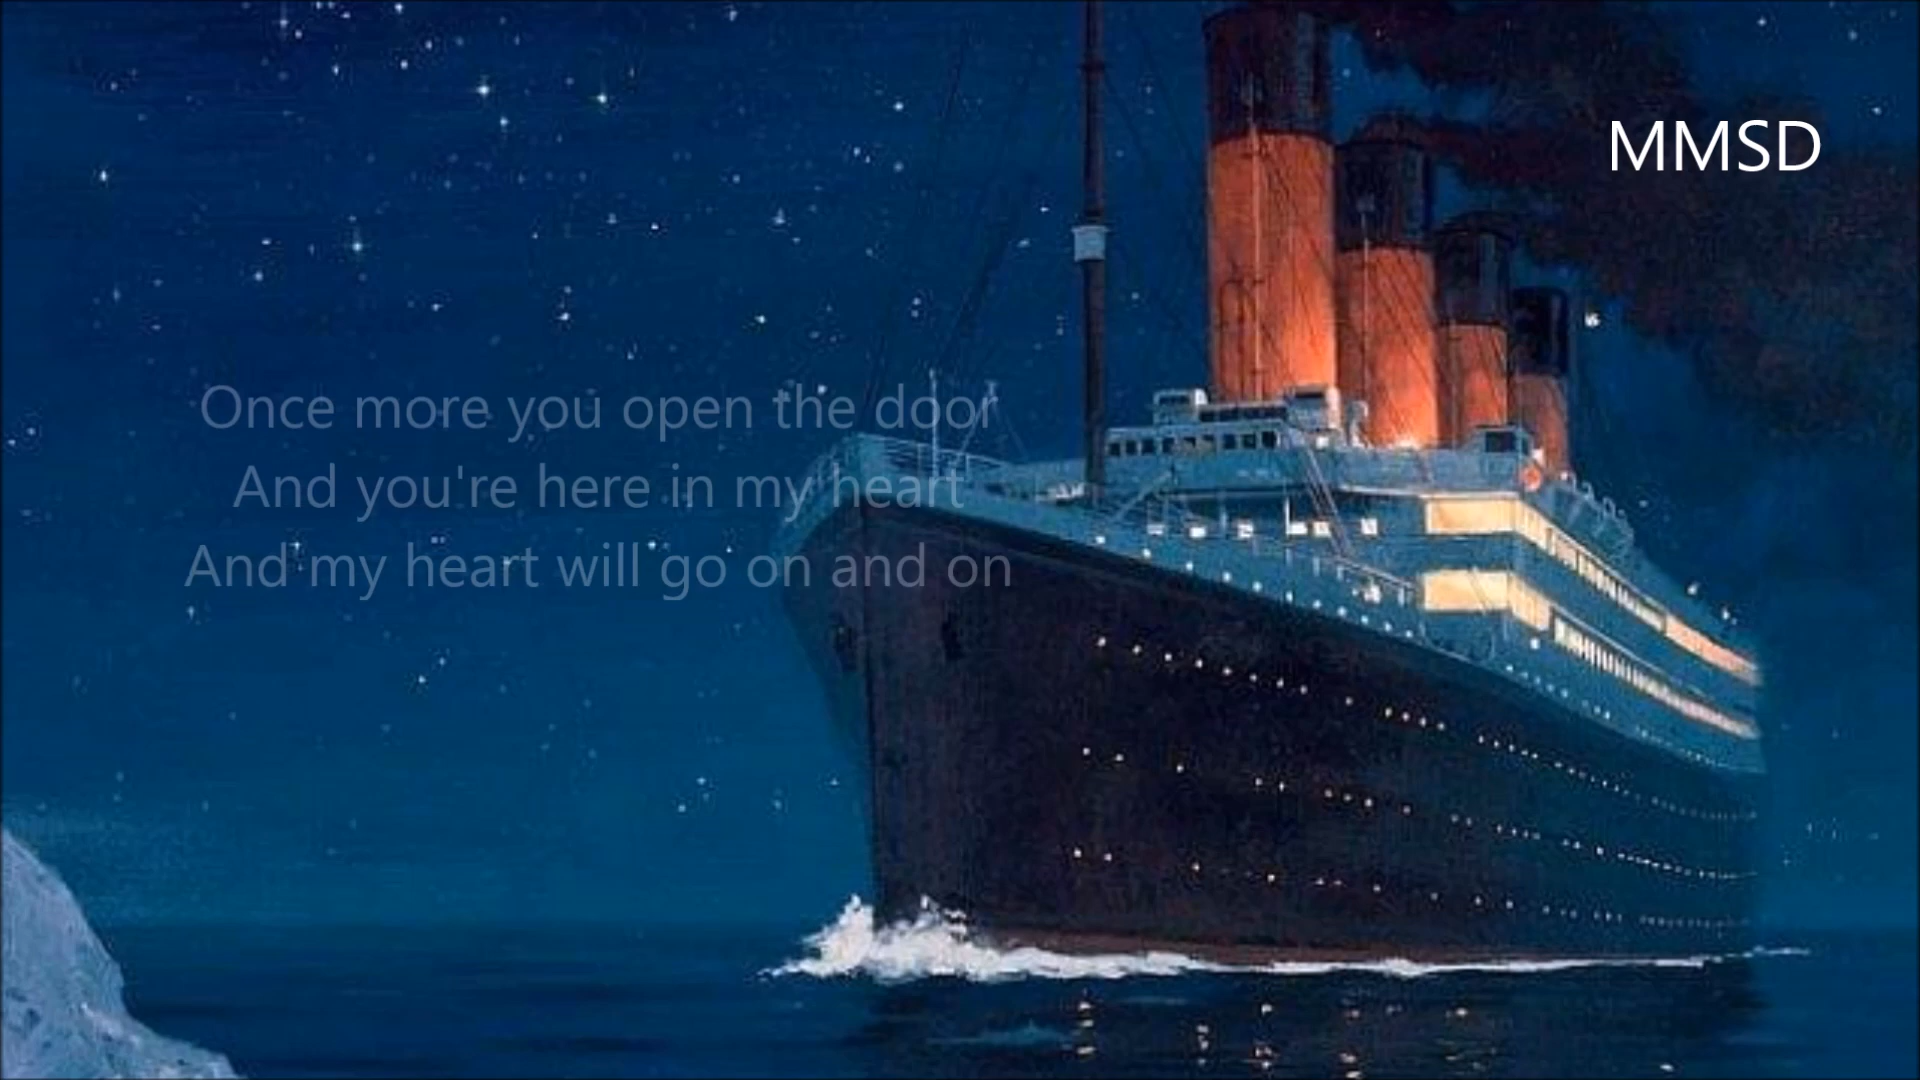 MMSD
Once more you open the door
And you're here in my heart
And my heart will go on and on